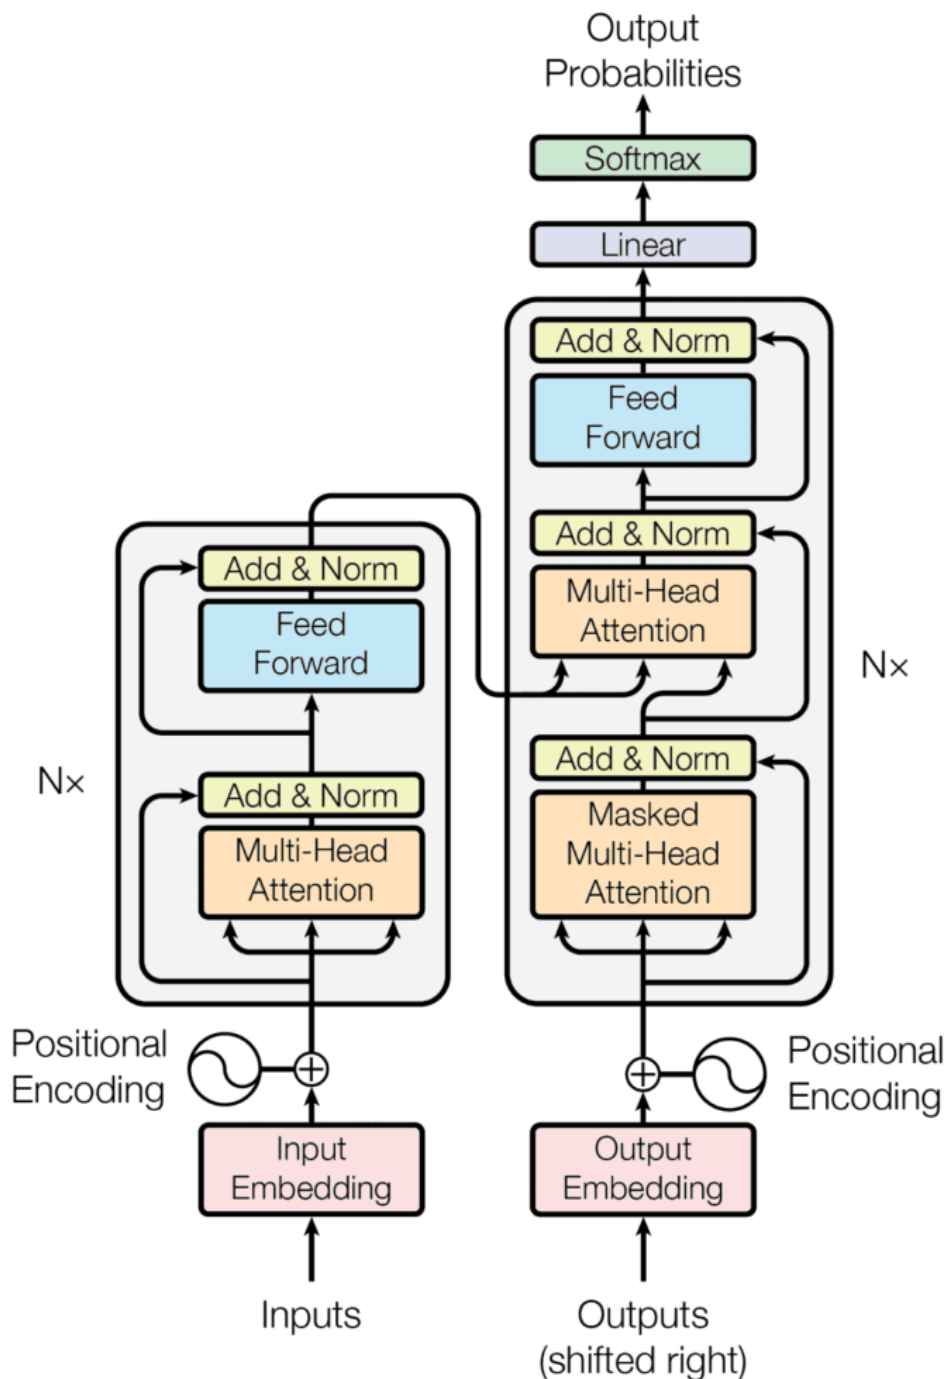 Output
Probabilities
Softmax
Linear
Add & Norm
Feed
Forward
Add & Norm
Multi-Head
Attention
Nx
Add & Norm
Masked
Multi-Head
Attention
Add & Norm
Feed
Forward
Nx
Add & Norm
Multi-Head
Attention
Positional
Encoding
Positional
Encoding
Input
Embedding
Output
Embedding
Inputs
Outputs
(shifted right)